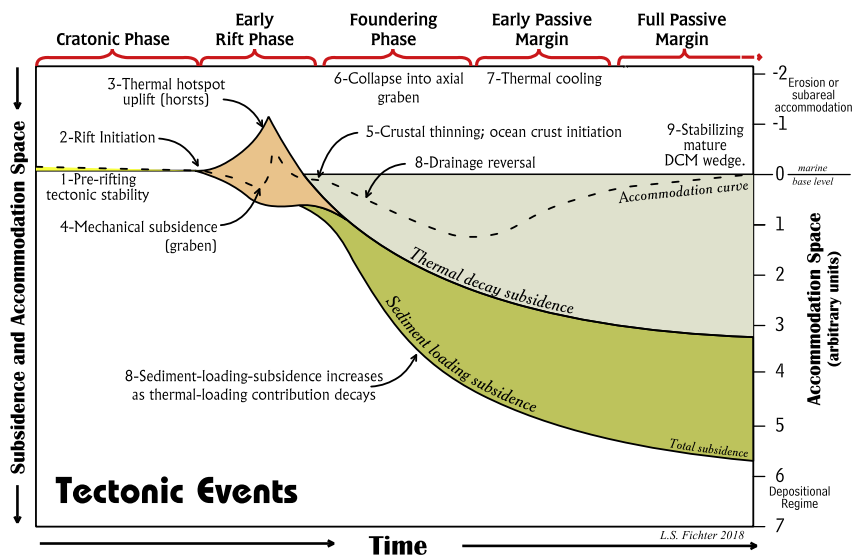 Cratonic Phase
Early
Rift Phase
Foundering
Phase
Early Passive
Margin
Full Passive
Margin
3-Thermal hotspot
uplift (horsts)
6-Collapse into axial
graben
7-Thermal cooling
2-Rift Initiation
5-Crustal thinning; ocean crust initiation
8-Drainage reversal
9-Stabilizing
mature
DCM wedge.
1-Pre-rifting
tectonic stability
4-Mechanical subsidence
(graben)
Accommodation curve
Thermal decay subsidence
Sediment loading subsidence
8-Sediment-loading-subsidence increases
as thermal-loading contribution decays
Total subsidence
Tectonic Events
L.S. Fichter 2018
Time
Subsidence and Accommodation Space
-2
Erosion or
subareal
accommodation
-1
0
marine
base level
1
2
3
4
5
6
Depositional
Regime
7
Accommodation Space
(arbitrary units)